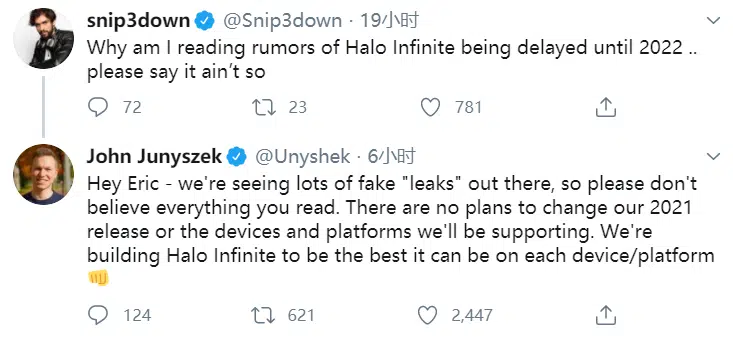 snip3down @Snip3down · 19小时
Why am I reading rumors of Halo Infinite being delayed until 2022 ..
please say it ain't so
72 23 781
John Junyszek @Unyshek · 6小时
Hey Eric - we're seeing lots of fake "leaks" out there, so please don't
believe everything you read. There are no plans to change our 2021
release or the devices and platforms we'll be supporting. We're
building Halo Infinite to be the best it can be on each device/platform
👊
124 621 2,447